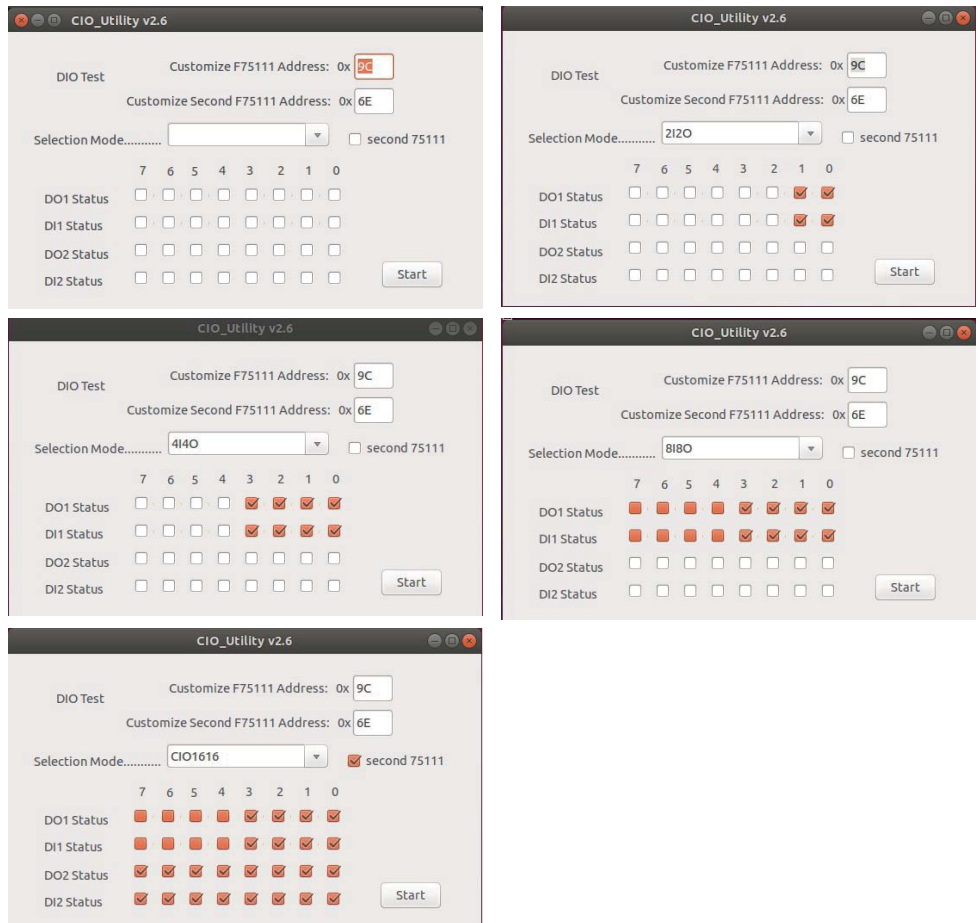 CIO_Utility v2.6
DIO Test
Customize F75111 Address: 0x 9C
Customize Second F75111 Address: 0x 6E
Selection Mode...........
second 75111
7 6 5 4 3 2 1 0
DO1 Status
DI1 Status
DO2 Status
DI2 Status
Start
CIO_Utility v2.6
DIO Test
Customize F75111 Address: 0x 9C
Customize Second F75111 Address: 0x 6E
Selection Mode........... 2I2O
second 75111
7 6 5 4 3 2 1 0
DO1 Status
DI1 Status
DO2 Status
DI2 Status
Start
CIO_Utility v2.6
DIO Test
Customize F75111 Address: 0x 9C
Customize Second F75111 Address: 0x 6E
Selection Mode........... 4I4O
second 75111
7 6 5 4 3 2 1 0
DO1 Status
DI1 Status
DO2 Status
DI2 Status
Start
CIO_Utility v2.6
DIO Test
Customize F75111 Address: 0x 9C
Customize Second F75111 Address: 0x 6E
Selection Mode........... 8I8O
second 75111
7 6 5 4 3 2 1 0
DO1 Status
DI1 Status
DO2 Status
DI2 Status
Start
CIO_Utility v2.6
DIO Test
Customize F75111 Address: 0x 9C
Customize Second F75111 Address: 0x 6E
Selection Mode........... CIO1616
second 75111
7 6 5 4 3 2 1 0
DO1 Status
DI1 Status
DO2 Status
DI2 Status
Start